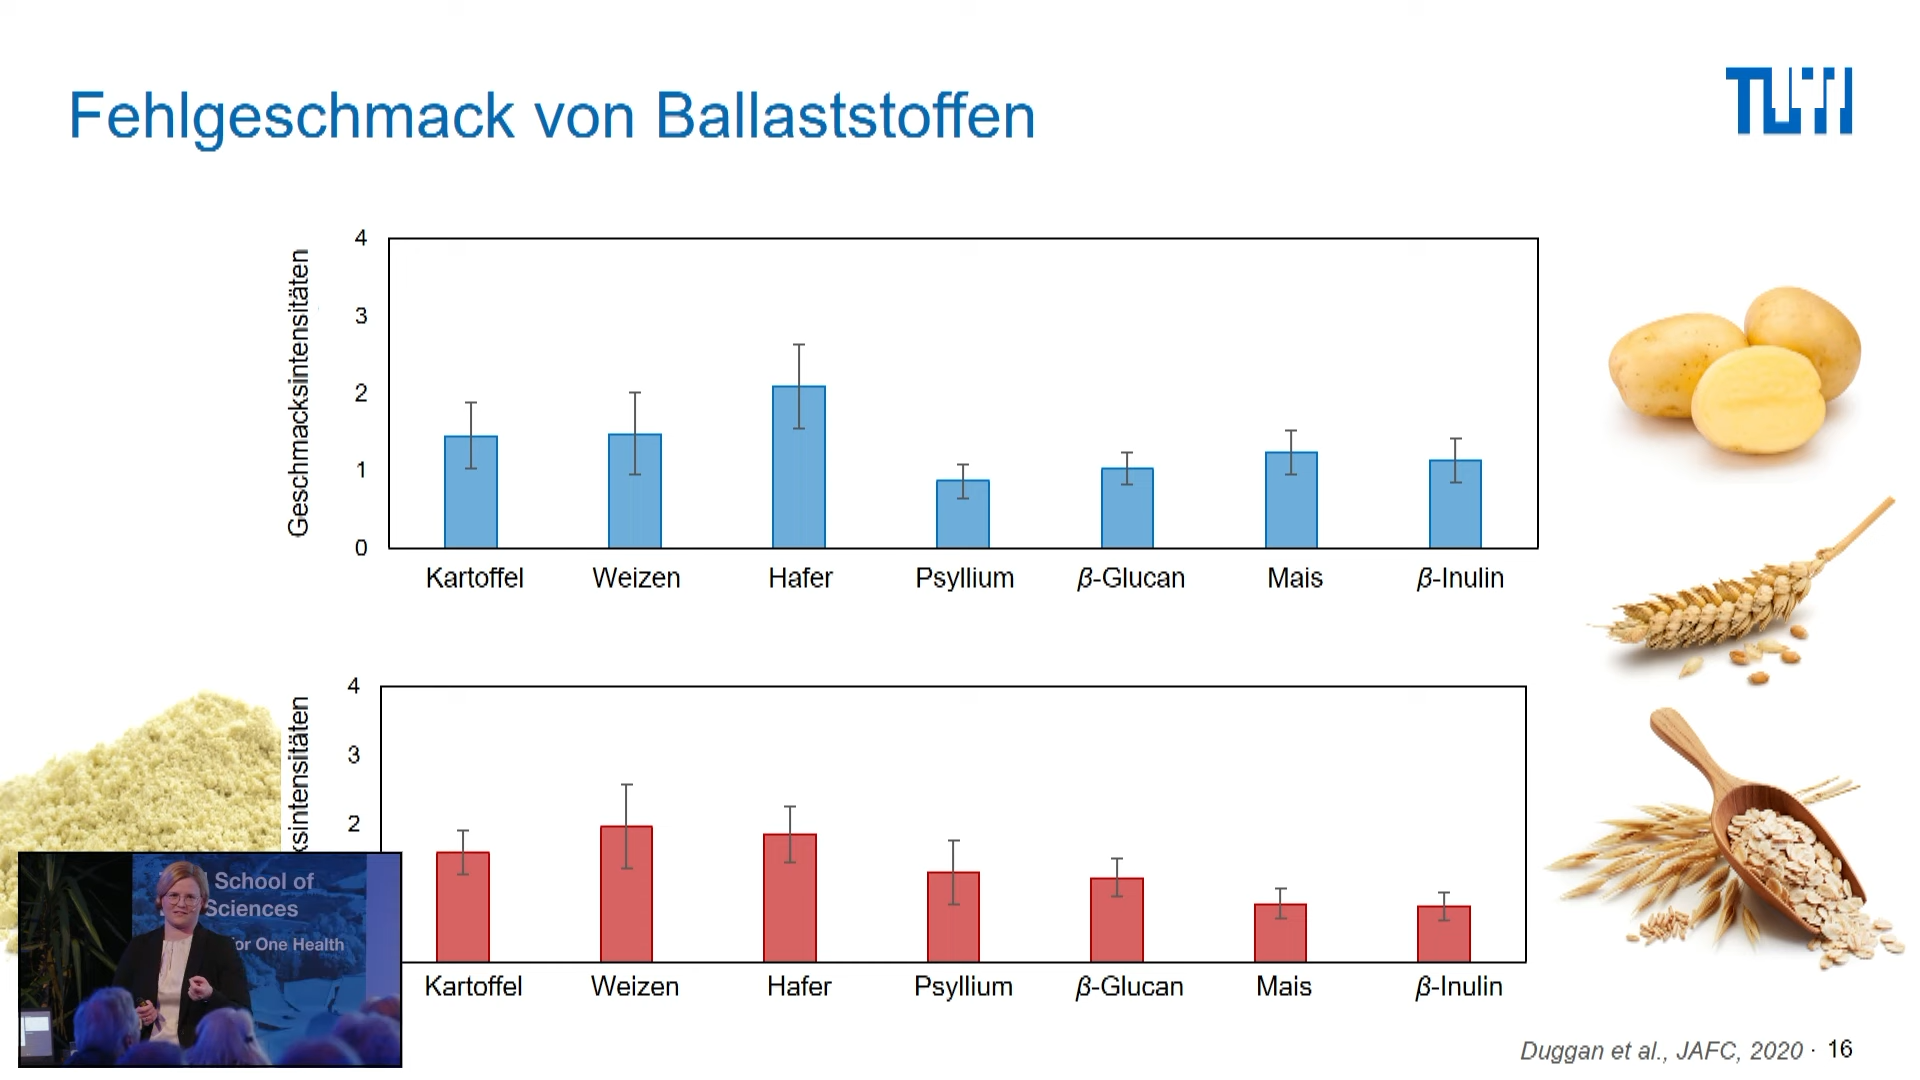 Fehlgeschmack von Ballaststoffen
TUM
Geschmacksintensitäten
4
3
2
1
0
Kartoffel Weizen Hafer Psyllium β-Glucan Mais β-Inulin
ksintensitäten
4
3
2
Kartoffel Weizen Hafer Psyllium β-Glucan Mais β-Inulin
School of
Sciences
for One Health
Duggan et al., JAFC, 2020 · 16